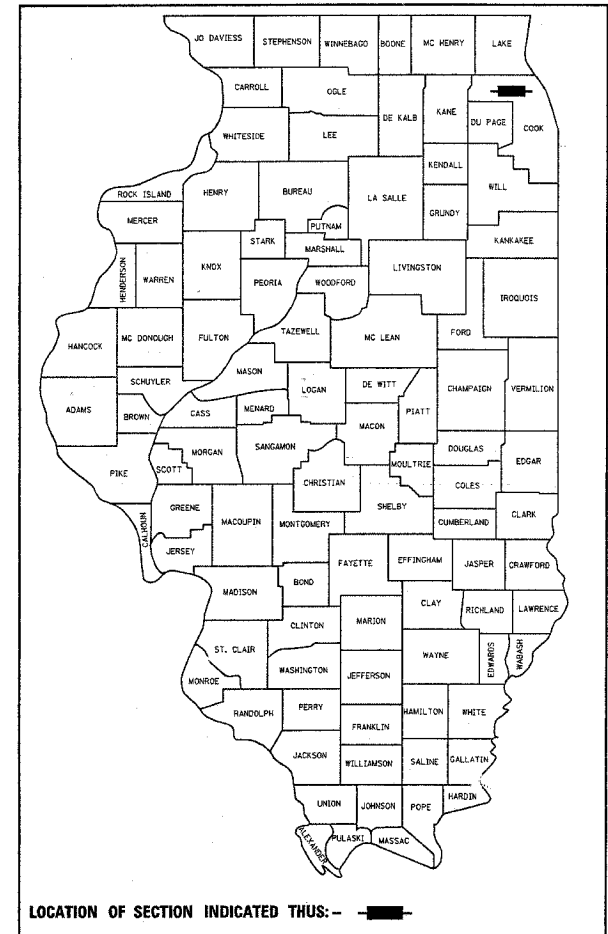 JO DAVIESS STEPHENSON WINNEBAGO BOONE MC HENRY LAKE
CARROLL OGLE DE KALB KANE DU PAGE COOK
WHITESIDE LEE
KENDALL WILL
ROCK ISLAND HENRY BUREAU LA SALLE GRUNDY
MERCER PUTNAM
STARK MARSHALL KANKAKEE
HENDERSON WARREN KNOX PEORIA WOODFORD LIVINGSTON IROQUOIS
HANCOCK MC DONOUGH FULTON TAZEWELL MC LEAN FORD
MASON
SCHUYLER LOGAN DE WITT CHAMPAIGN VERMILION
ADAMS BROWN CASS MENARD MACON PIATT
MORGAN SANGAMON DOUGLAS EDGAR
PIKE SCOTT CHRISTIAN MOULTRIE COLES
GREENE MACOUPIN MONTGOMERY SHELBY CUMBERLAND CLARK
CALHOUN JERSEY
FAYETTE EFFINGHAM JASPER CRAWFORD
MADISON BOND
CLAY RICHLAND LAWRENCE
CLINTON MARION
ST. CLAIR WAYNE EDWARDS WABASH
WASHINGTON JEFFERSON
MONROE
RANDOLPH PERRY HAMILTON WHITE
FRANKLIN
JACKSON WILLIAMSON SALINE GALLATIN
UNION JOHNSON POPE HARDIN
ALEXANDER PULASKI MASSAC
LOCATION OF SECTION INDICATED THUS: -